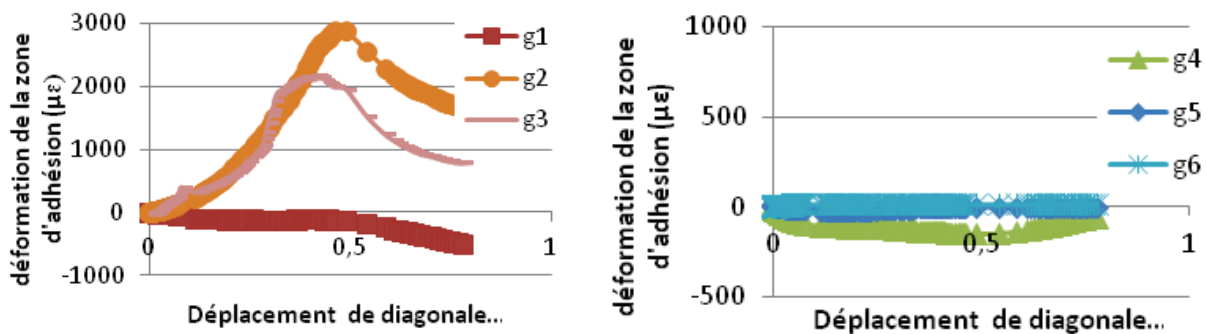 déformation de la zone
d'adhésion (µε)
3000
2000
1000
0
-1000
0
0,5
1
Déplacement de diagonale...
g1
g2
g3
déformation de la zone
d'adhésion (µε)
1000
500
0
-500
0
0,5
1
Déplacement de diagonale...
g4
g5
g6